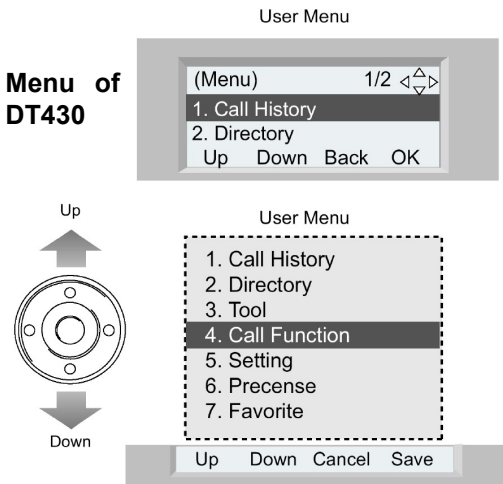 User Menu
Menu of
DT430
(Menu) 1/2
1. Call History
2. Directory
Up Down Back OK
Up
User Menu
1. Call History
2. Directory
3. Tool
4. Call Function
5. Setting
6. Precense
7. Favorite
Down
Up Down Cancel Save